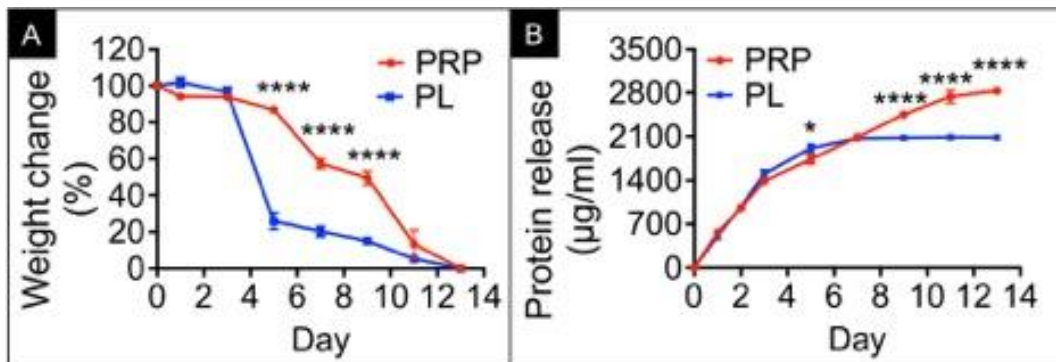 A
Weight change
(%)
120
100
80
60
40
20
0
PRP
PL
****
****
****
0 2 4 6 8 10 12 14
Day
B
Protein release
(µg/ml)
3500
2800
2100
1400
700
0
PRP
PL
*
****
****
****
0 2 4 6 8 10 12 14
Day